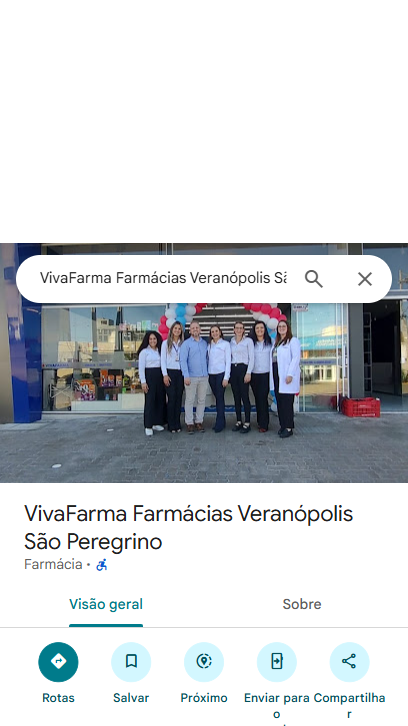 VivaFarma Farmácias Veranópolis Sã
VivaFarma Farmácias Veranópolis
São Peregrino
Farmácia ·
Visão geral
Sobre
Rotas
Salvar
Próximo
Enviar para o
Compartilhar